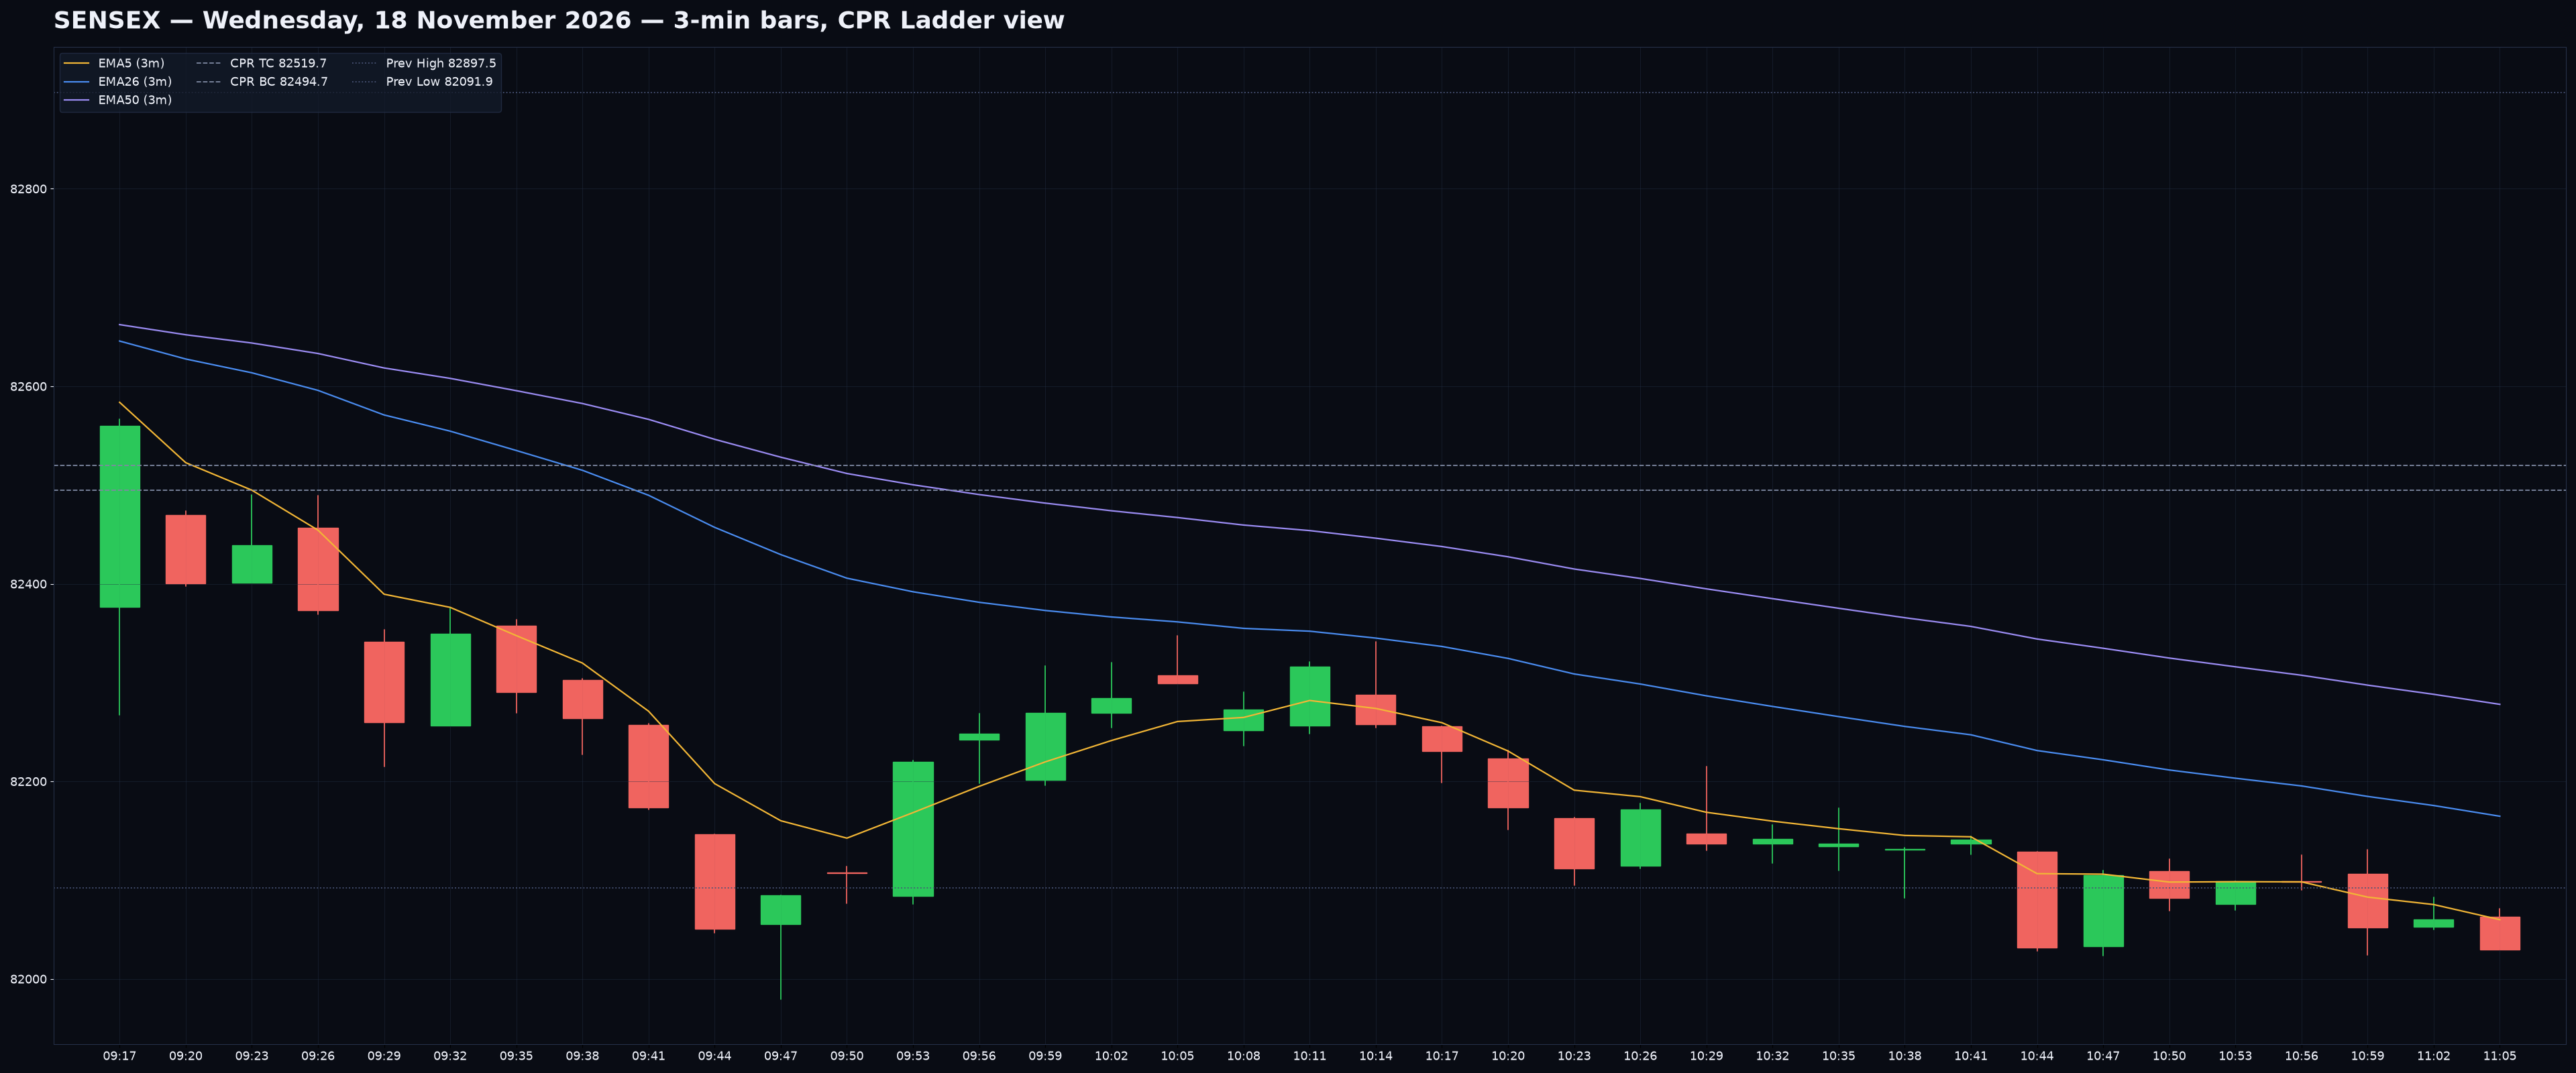 SENSEX — Wednesday, 18 November 2026 — 3-min bars, CPR Ladder view
EMA5 (3m) CPR TC 82519.7 Prev High 82897.5
EMA26 (3m) CPR BC 82494.7 Prev Low 82091.9
EMA50 (3m)
82800
82600
82400
82200
82000
09:17 09:20 09:23 09:26 09:29 09:32 09:35 09:38 09:41 09:44 09:47 09:50 09:53 09:56 09:59 10:02 10:05 10:08 10:11 10:14 10:17 10:20 10:23 10:26 10:29 10:32 10:35 10:38 10:41 10:44 10:47 10:50 10:53 10:56 10:59 11:02 11:05